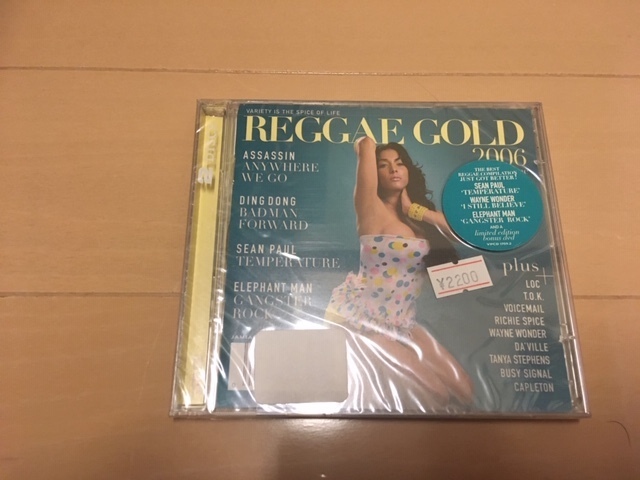 VARIETY IS THE SPICE OF LIFE
REGGAE GOLD
2006
ASSASSIN
ANYWHERE
WE GO
DING DONG
BADMAN
FORWARD
SEAN PAUL
TEMPERATURE
ELEPHANT MAN
GANGSTER
ROCK
THE BEST
REGGAE COMPILATION
JUST GOT BETTER!
SEAN PAUL
'TEMPERATURE'
WAYNE WONDER
'I STILL BELIEVE'
ELEPHANT MAN
'GANGSTER ROCK'
limited edition
bonus dvd
¥2200
plus
LOC
T.O.K.
VOICEMAIL
RICHIE SPICE
WAYNE WONDER
DA'VILLE
TANYA STEPHENS
BUSY SIGNAL
CAPLETON